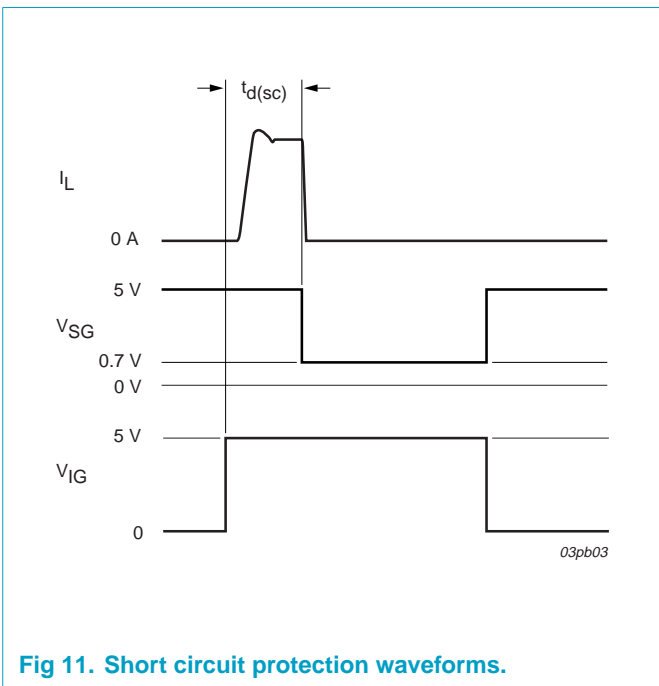 td(sc)
IL
0 A
5 V
VSG
0.7 V
0 V
5 V
VIG
0
03pb03
Fig 11. Short circuit protection waveforms.